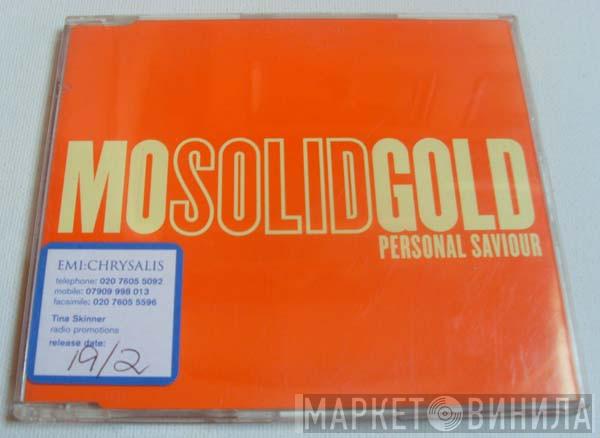 MOSOLIDGOLD
PERSONAL SAVIOUR
EMI:CHRYSALIS
telephone: 020 7605 5092
mobile: 07909 998 013
facsimile: 020 7605 5596
Tina Skinner
radio promotions
release date:
19/2
МАРКЕТ ВИНИЛА